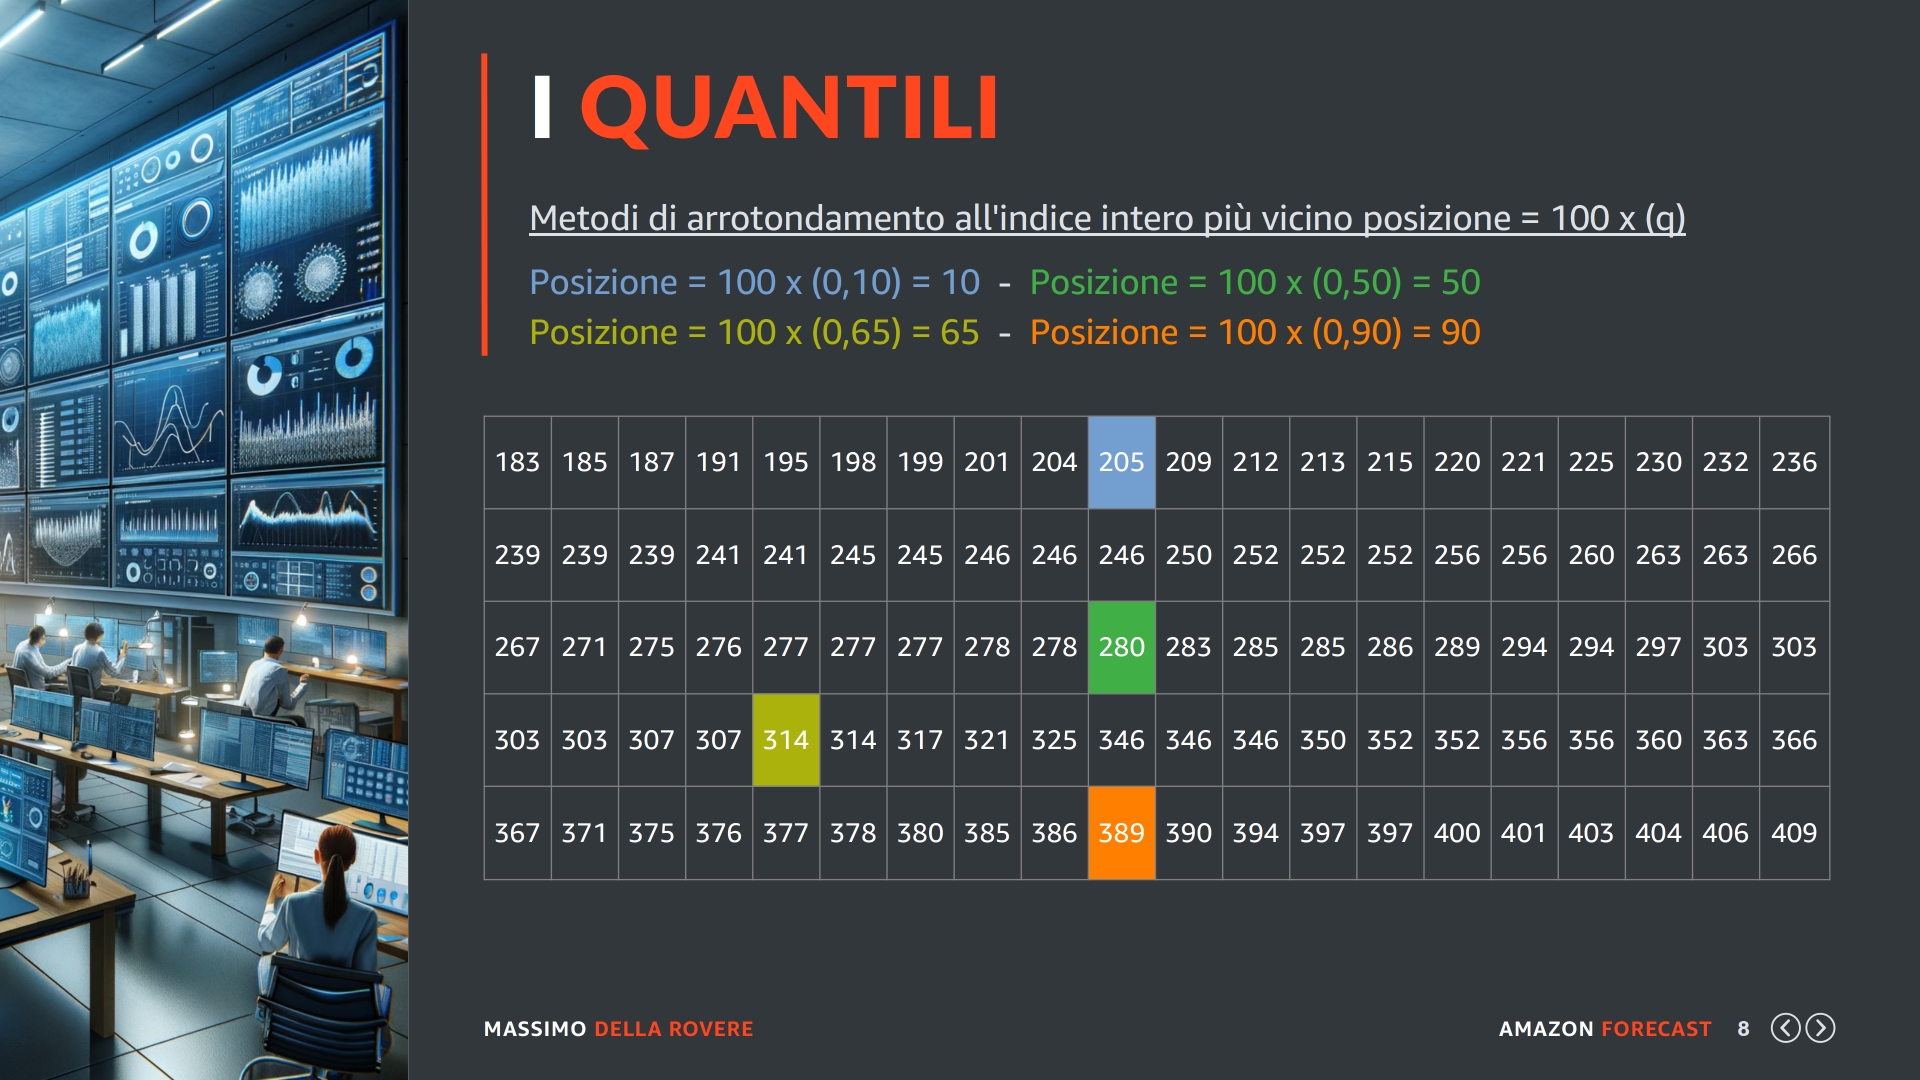 I QUANTILI
Metodi di arrotondamento all'indice intero più vicino posizione = 100 x (q)
Posizione = 100 x (0,10) = 10 - Posizione = 100 x (0,50) = 50
Posizione = 100 x (0,65) = 65 - Posizione = 100 x (0,90) = 90
183 185 187 191 195 198 199 201 204 205 209 212 213 215 220 221 225 230 232 236
239 239 239 241 241 245 245 246 246 246 250 252 252 252 256 256 260 263 263 266
267 271 275 276 277 277 277 278 278 280 283 285 285 286 289 294 294 297 303 303
303 303 307 307 314 314 317 321 325 346 346 346 350 352 352 356 356 360 363 366
367 371 375 376 377 378 380 385 386 389 390 394 397 397 400 401 403 404 406 409
MASSIMO DELLA ROVERE
AMAZON FORECAST 8